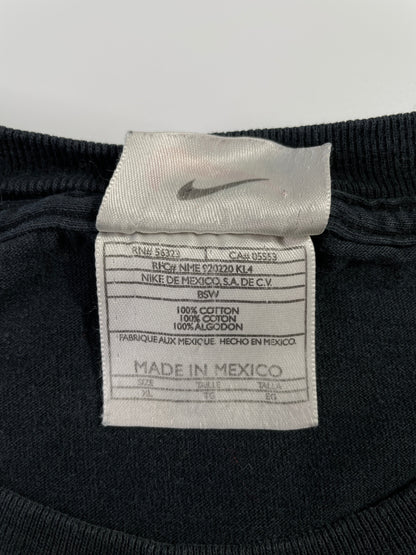 RN# 56323 CA# 05553
RFC# NME 920220 KL4
NIKE DE MEXICO, S.A. DE C.V.
BSW
100% COTTON
100% COTON
100% ALGODON
FABRIQUE AUX MEXIQUE. HECHO EN MEXICO.
MADE IN MEXICO
SIZE TAILLE TALLA
XL TG EG